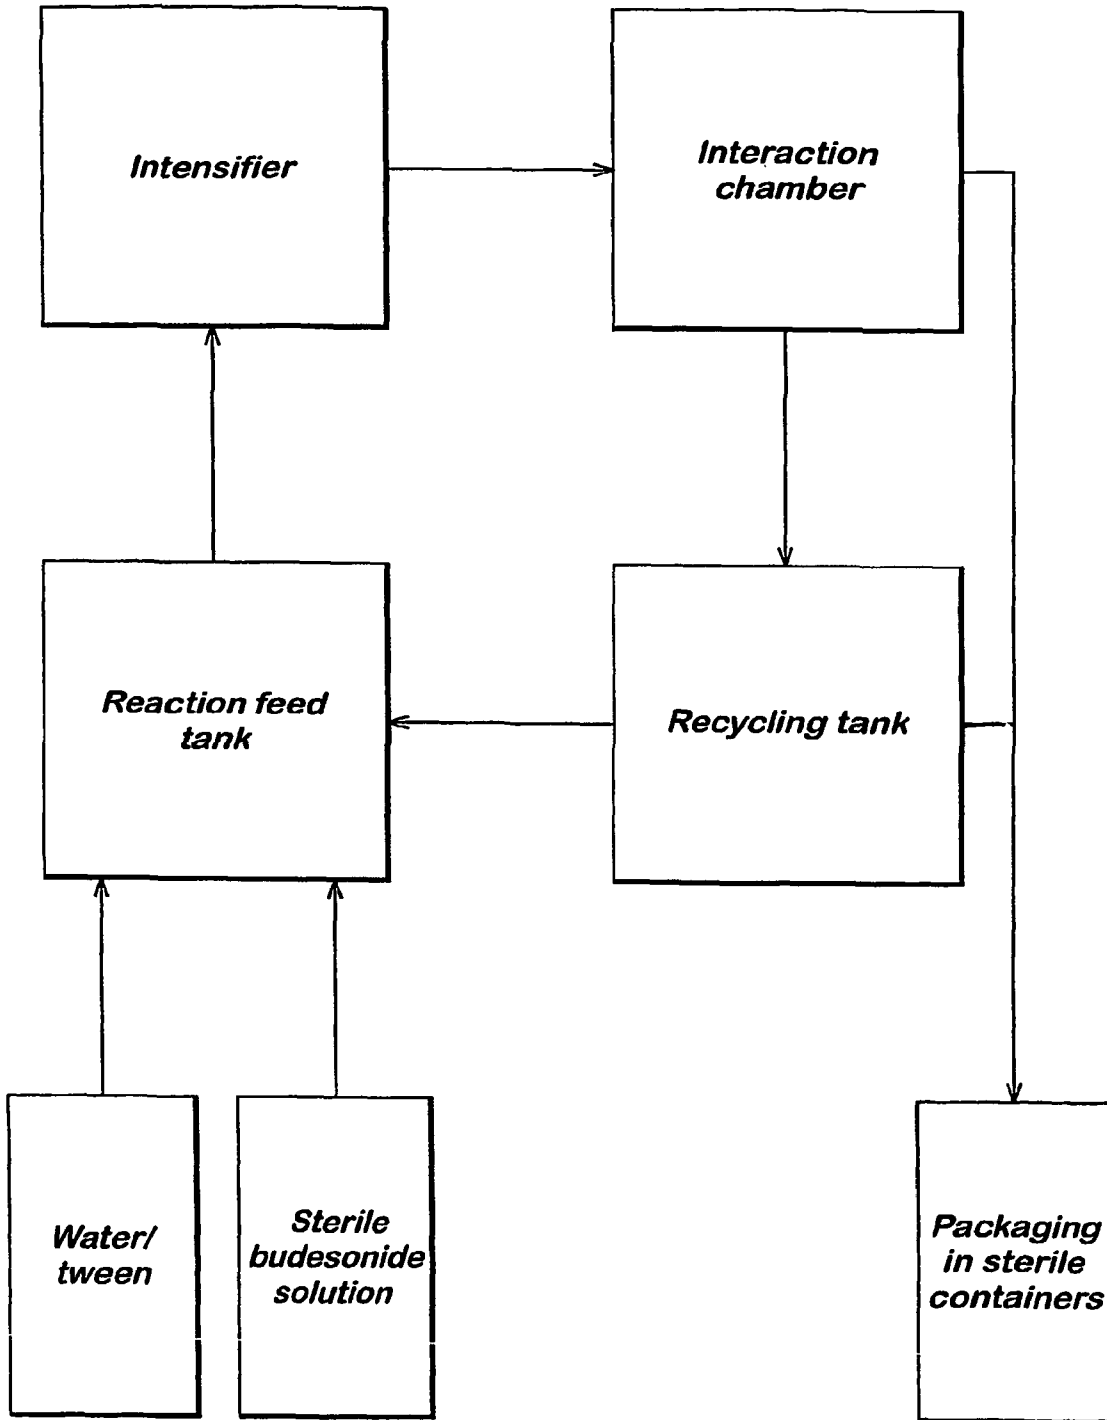 Intensifier
Interaction
chamber
Reaction feed
tank
Recycling tank
Water/
tween
Sterile
budesonide
solution
Packaging
in sterile
containers